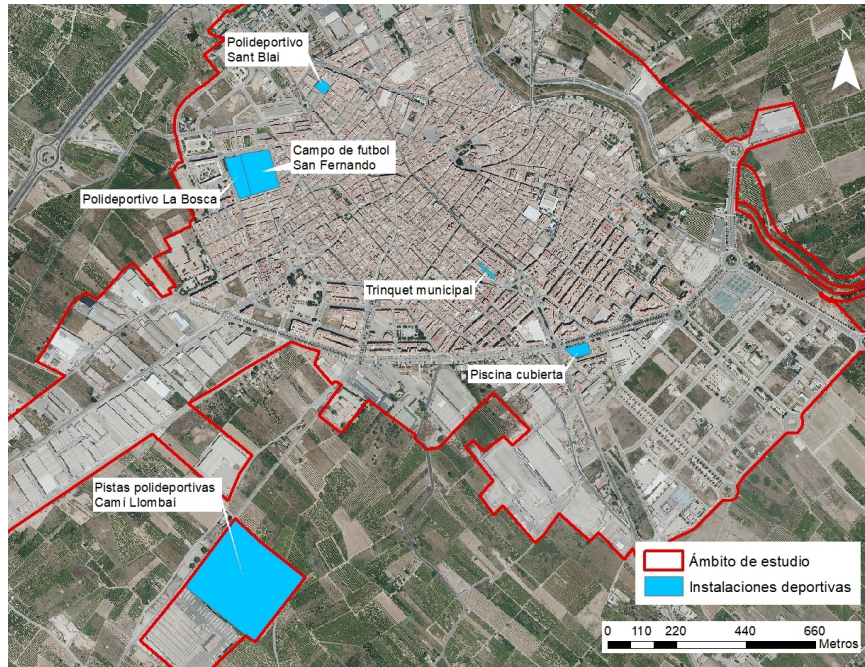 Polideportivo
Sant Blai
N
Campo de futbol
San Fernando
Polideportivo La Bosca
Trinquet municipal
Piscina cubierta
Pistas polideportivas
Camí Llombai
Ámbito de estudio
Instalaciones deportivas
0 110 220 440 660
Metros